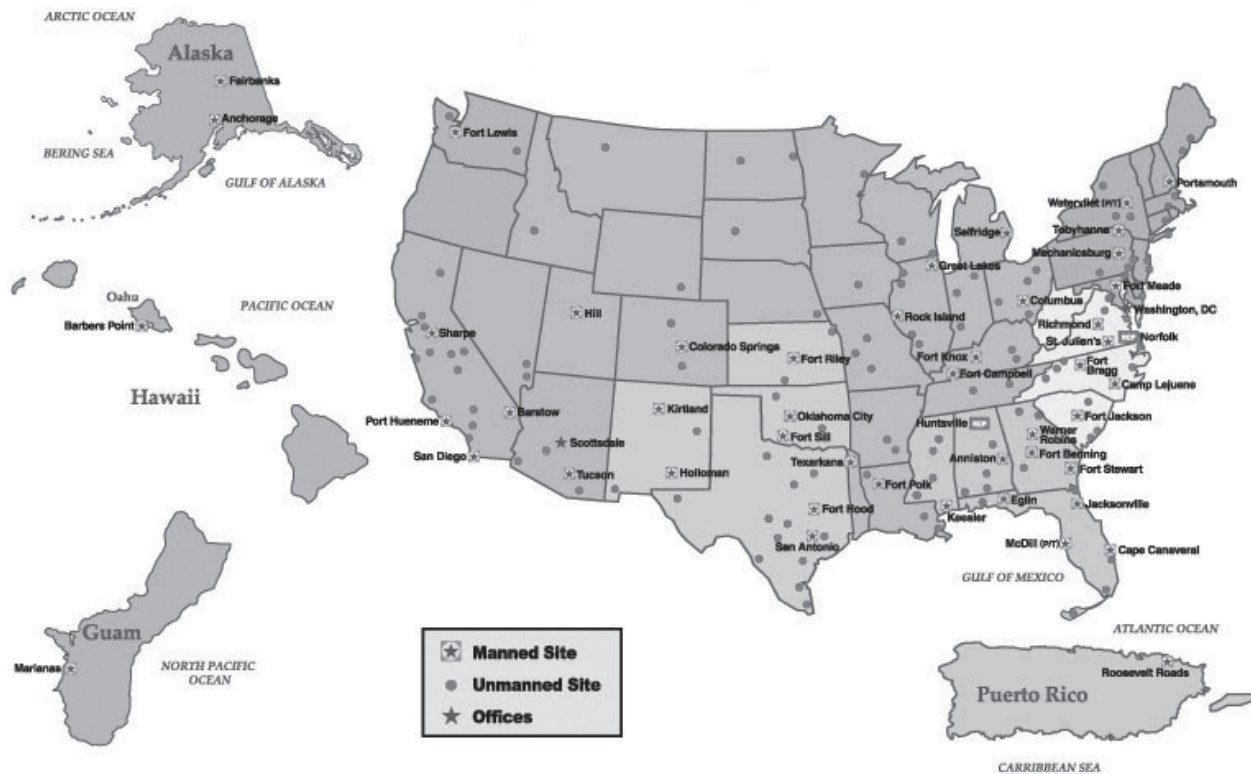 ARCTIC OCEAN
Alaska
Fairbanks
Anchorage
BERING SEA
GULF OF ALASKA
Oahu
PACIFIC OCEAN
Barbers Point
Hawaii
Guam
Marianas
NORTH PACIFIC
OCEAN
Fort Lewis
Portsmouth
Watervliet (P/T)
Selfridge
Tobyhanna
Mechanicsburg
Great Lakes
Fort Meade
Columbus
Washington, DC
Hill
Rock Island
Richmond
Sharpe
St Julien's
Norfolk
Colorado Springs
Fort Riley
Fort Knox
Fort
Bragg
Fort Campbell
Camp Lejuene
Barstow
Kirtland
Oklahoma City
Port Hueneme
Huntsville
Fort Jackson
Fort Sill
Warner
Robins
Scottsdale
San Diego
Texarkana
Anniston
Fort Benning
Tucson
Holloman
Fort Polk
Fort Stewart
Eglin
Fort Hood
Keesler
Jacksonville
San Antonio
McDill (P/T)
Cape Canaveral
GULF OF MEXICO
Manned Site
Unmanned Site
Offices
ATLANTIC OCEAN
Roosevelt Roads
Puerto Rico
CARRIBBEAN SEA